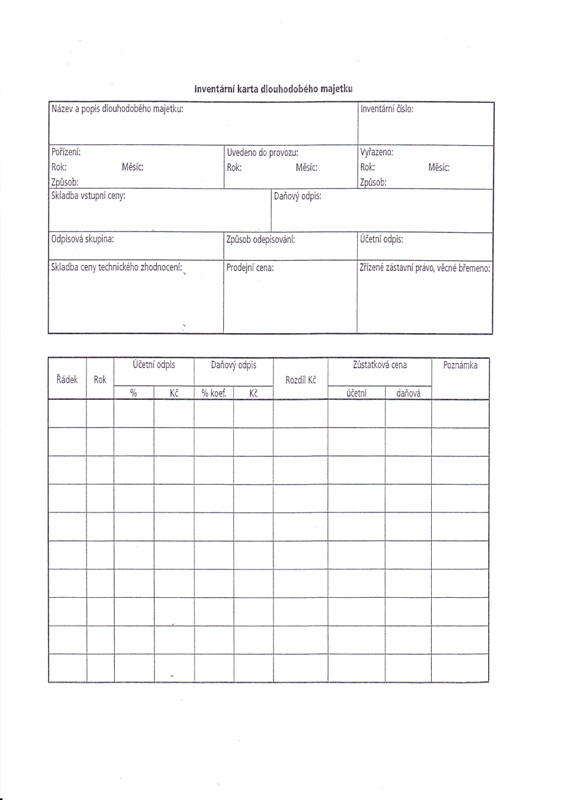 Inventární karta dlouhodobého majetku
Název a popis dlouhodobého majetku: Inventární číslo:
Pořízení: Uvedeno do provozu: Vyřazeno:
Rok: Měsíc: Rok: Měsíc: Rok: Měsíc:
Způsob: Způsob:
Skladba vstupní ceny: Daňový odpis:
Odpisová skupina: Způsob odepisování: Účetní odpis:
Skladba ceny technického zhodnocení: Prodejní cena: Zřízené zástavní právo, věcné břemeno:
Řádek Rok Účetní odpis Daňový odpis Rozdíl Kč Zůstatková cena Poznámka
% Kč % koef. Kč účetní daňová